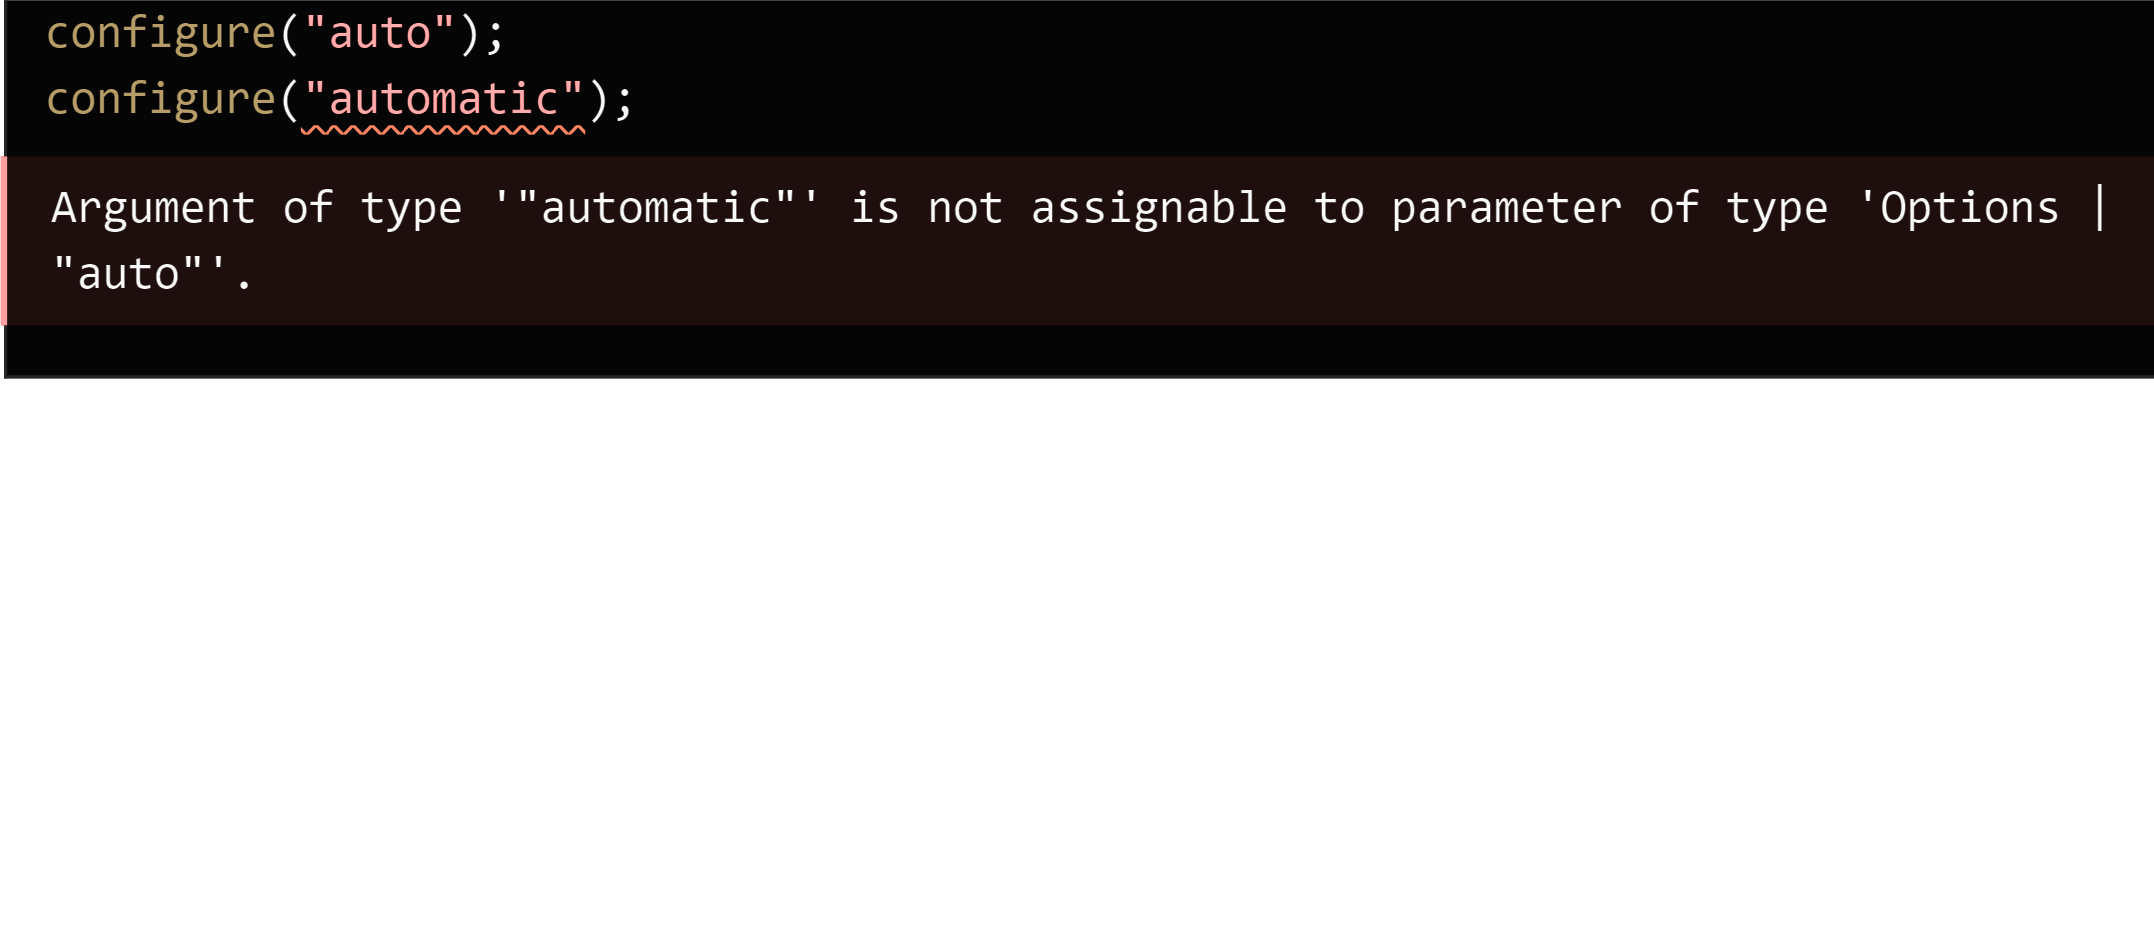 configure("auto");
configure("automatic");
Argument of type '"automatic"' is not assignable to parameter of type 'Options |
"auto"'.